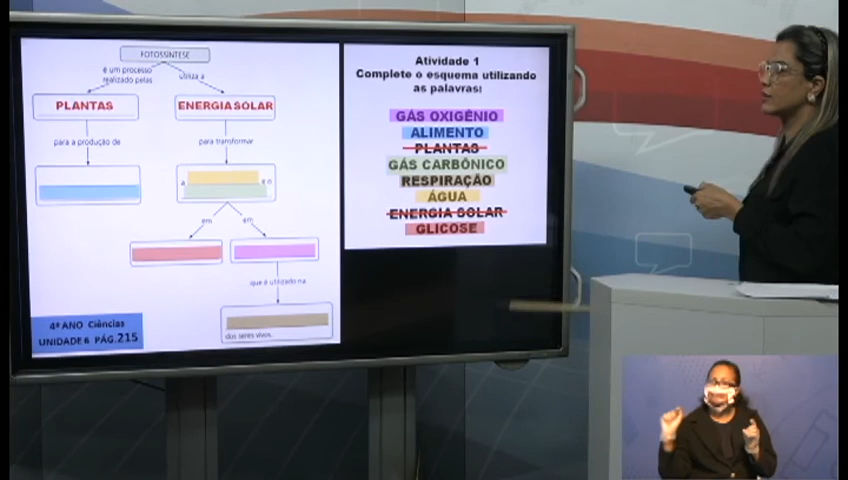 FOTOSSÍNTESE
é um processo
realizado pelas
utiliza a
PLANTAS
ENERGIA SOLAR
para a produção de
para transformar
a
e o
em
em
que é utilizado na
dos seres vivos.
4º ANO Ciências
UNIDADE 6 PÁG.215
Atividade 1
Complete o esquema utilizando
as palavras:
GÁS OXIGÊNIO
ALIMENTO
PLANTAS
GÁS CARBÔNICO
RESPIRAÇÃO
ÁGUA
ENERGIA SOLAR
GLICOSE